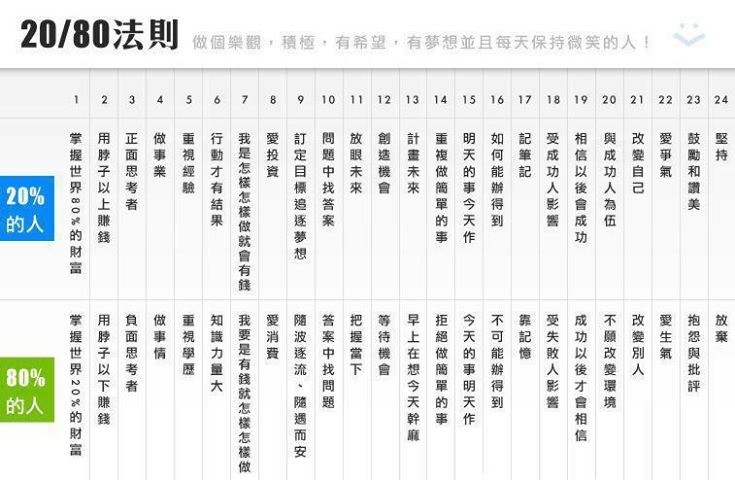 20/80法則
做個樂觀，積極，有希望，有夢想並且每天保持微笑的人！
1 2 3 4 5 6 7 8 9 10 11 12 13 14 15 16 17 18 19 20 21 22 23 24
20%
的人
掌握世界80%的財富
用脖子以上賺錢
正面思考者
做事業
重視經驗
行動才有結果
我是怎樣怎樣做就會有錢
愛投資
訂定目標追逐夢想
問題中找答案
放眼未來
創造機會
計畫未來
重複做簡單的事
明天的事今天作
如何能辦得到
記筆記
受成功人影響
相信以後會成功
與成功人為伍
改變自己
愛爭氣
鼓勵和讚美
堅持
80%
的人
掌握世界20%的財富
用脖子以下賺錢
負面思考者
做事情
重視學歷
知識力量大
我要是有錢就怎樣怎樣做
愛消費
隨波逐流、隨遇而安
答案中找問題
把握當下
等待機會
早上在想今天幹麻
拒絕做簡單的事
今天的事明天作
不可能辦得到
靠記憶
受失敗人影響
成功以後才會相信
不願改變環境
改變別人
愛生氣
抱怨與批評
放棄